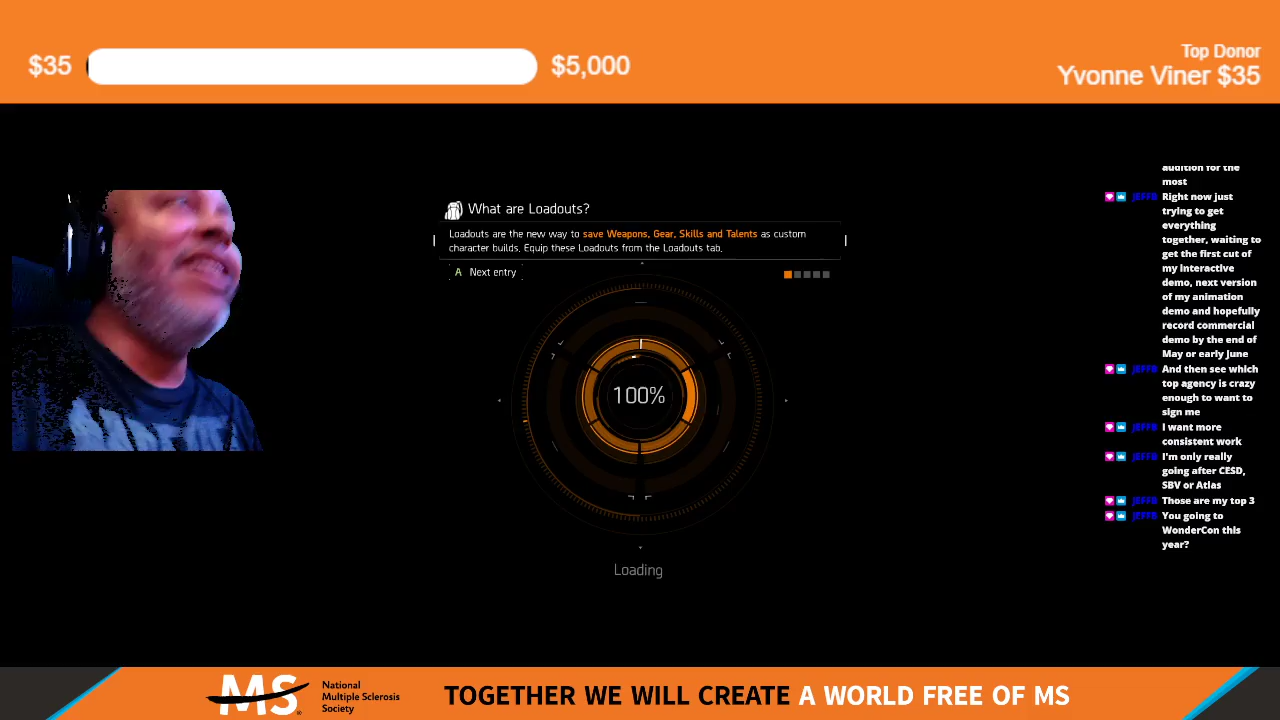 $35
$5,000
Top Donor
Yvonne Viner $35
What are Loadouts?
Loadouts are the new way to save Weapons, Gear, Skills and Talents as custom
character builds. Equip these Loadouts from the Loadouts tab.
A Next entry
100%
Loading
audition for the
most
JEFFB Right now just
trying to get
everything
together, waiting to
get the first cut of
my interactive
demo, next version
of my animation
demo and hopefully
record commercial
demo by the end of
May or early June
JEFFB And then see which
top agency is crazy
enough to want to
sign me
JEFFB I want more
consistent work
JEFFB I'm only really
going after CESD,
SBV or Atlas
JEFFB Those are my top 3
JEFFB You going to
WonderCon this
year?
MS
National
Multiple Sclerosis
Society
TOGETHER WE WILL CREATE A WORLD FREE OF MS